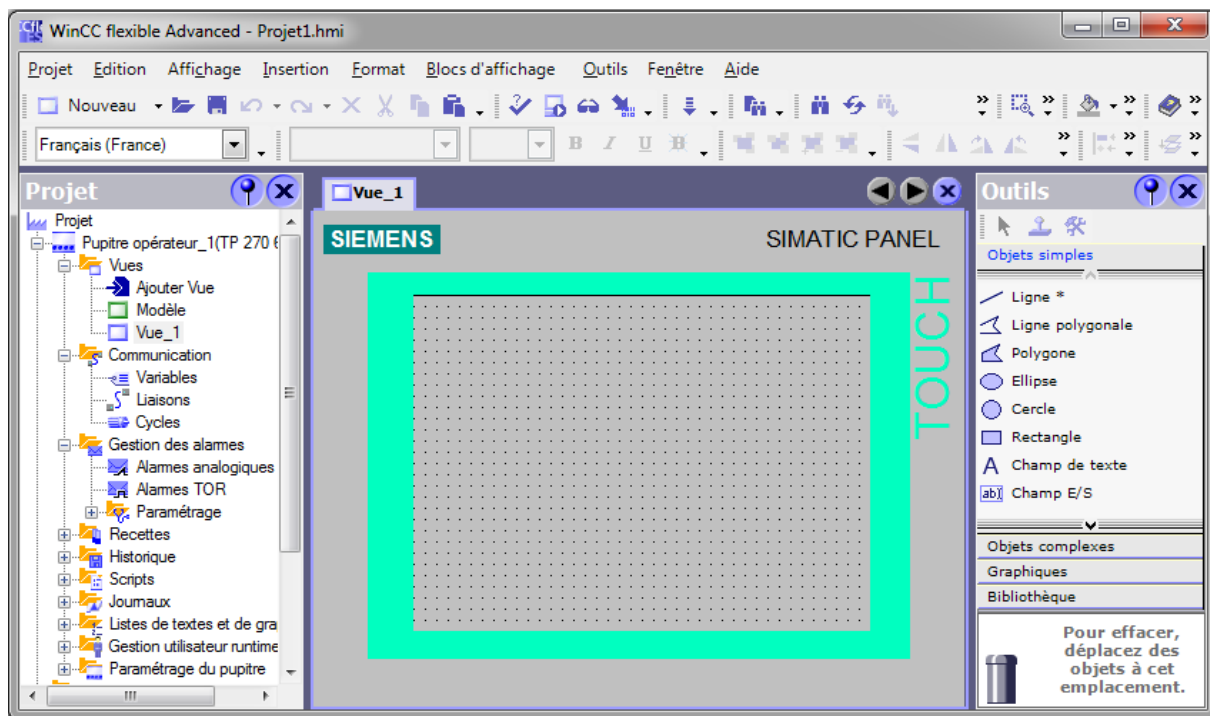 WinCC flexible Advanced - Projet1.hmi
Projet Edition Affichage Insertion Format Blocs d'affichage Outils Fenêtre Aide
Nouveau
Français (France)
B I U
Projet
Projet
Pupitre opérateur_1(TP 270 6
Vues
Ajouter Vue
Modèle
Vue_1
Communication
Variables
Liaisons
Cycles
Gestion des alarmes
Alarmes analogiques
Alarmes TOR
Paramétrage
Recettes
Historique
Scripts
Journaux
Listes de textes et de gra
Gestion utilisateur runtime
Paramétrage du pupitre
Vue_1
SIEMENS
SIMATIC PANEL
TOUCH
Outils
Objets simples
Ligne *
Ligne polygonale
Polygone
Ellipse
Cercle
Rectangle
A Champ de texte
ab Champ E/S
Objets complexes
Graphiques
Bibliothèque
Pour effacer,
déplacez des
objets à cet
emplacement.